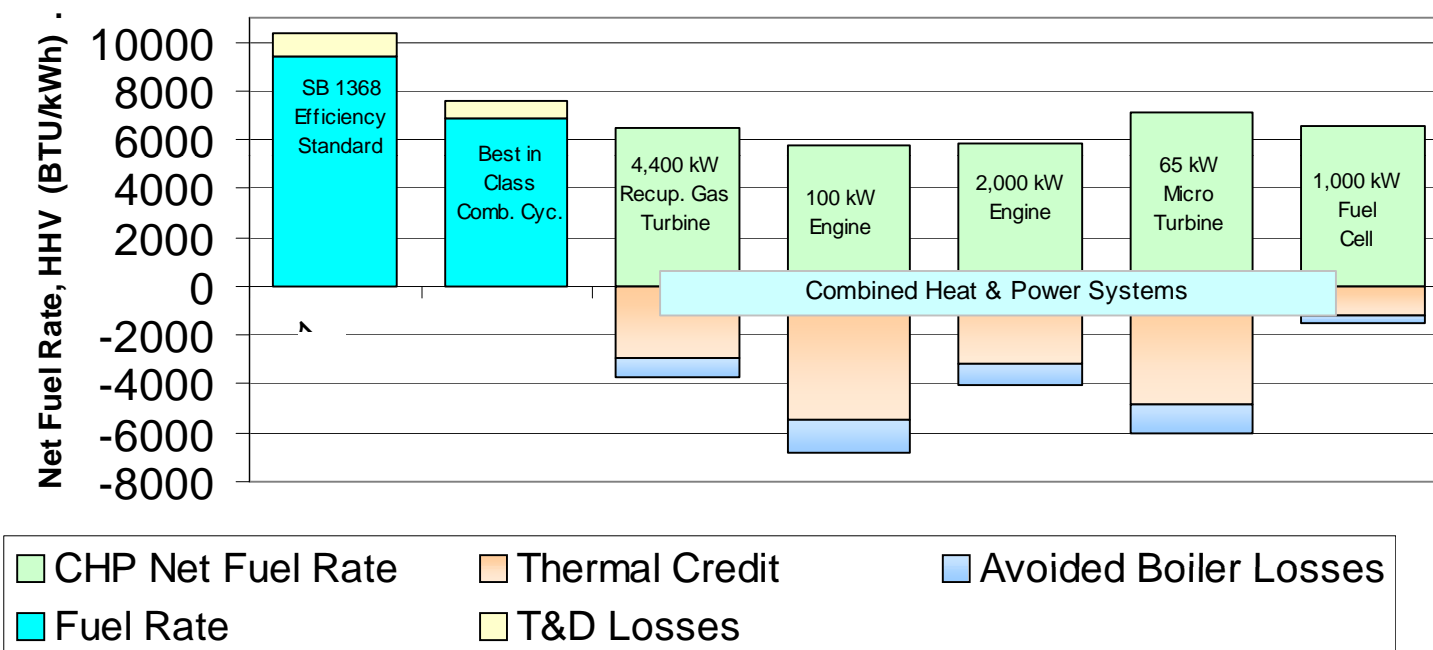 Net Fuel Rate, HHV (BTU/kWh) .
10000
8000
6000
4000
2000
0
-2000
-4000
-6000
-8000
SB 1368
Efficiency
Standard
Best in
Class
Comb. Cyc.
4,400 kW
Recup. Gas
Turbine
100 kW
Engine
2,000 kW
Engine
65 kW
Micro
Turbine
1,000 kW
Fuel
Cell
Combined Heat & Power Systems
CHP Net Fuel Rate
Thermal Credit
Avoided Boiler Losses
Fuel Rate
T&D Losses